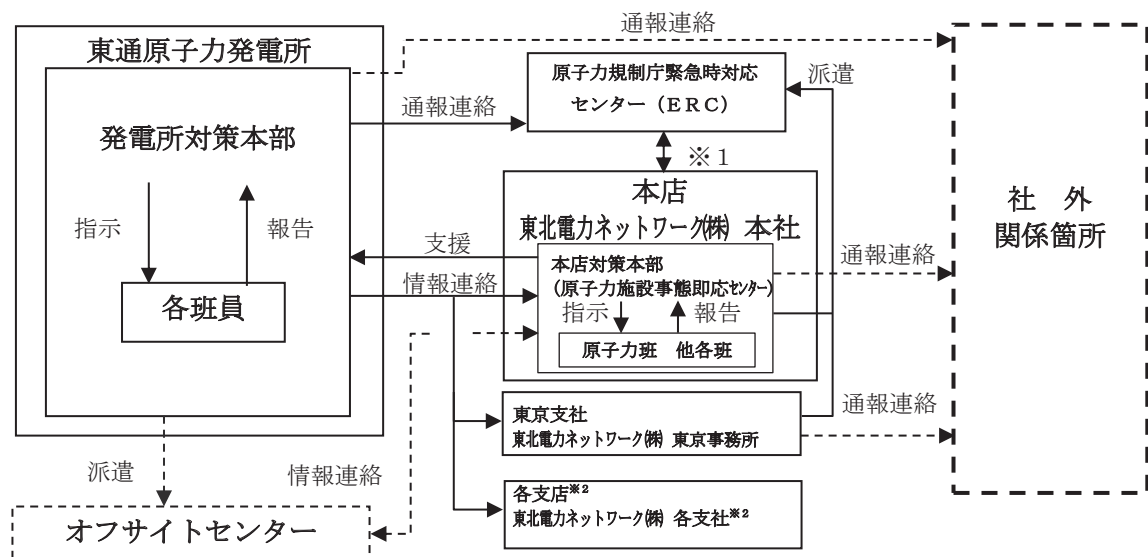 東通原子力発電所
発電所対策本部
指示
報告
各班員
通報連絡
通報連絡
原子力規制庁緊急時対応
センター(ERC)
派遣
※1
本店
東北電力ネットワーク㈱ 本社
支援
情報連絡
本店対策本部
(原子力施設事態即応センター)
指示
報告
原子力班 他各班
通報連絡
社 外
関係箇所
東京支社
東北電力ネットワーク㈱ 東京事務所
通報連絡
派遣
情報連絡
各支店※2
東北電力ネットワーク㈱ 各支社※2
オフサイトセンター